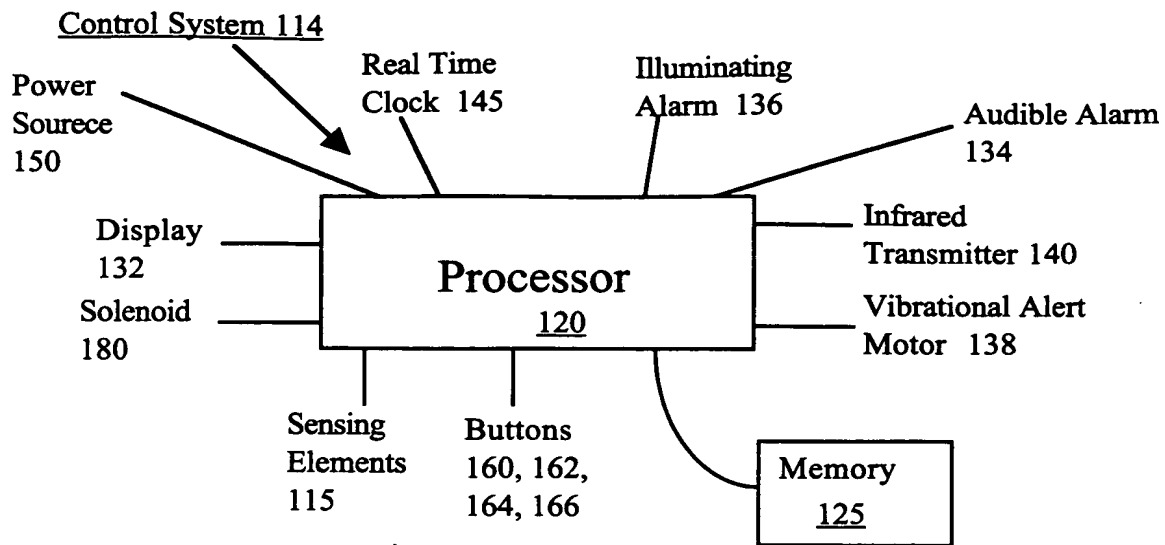 Control System 114
Power
Sourece
150
Real Time
Clock 145
Illuminating
Alarm 136
Audible Alarm
134
Display
132
Solenoid
180
Processor
120
Infrared
Transmitter 140
Vibrational Alert
Motor 138
Sensing
Elements
115
Buttons
160, 162,
164, 166
Memory
125